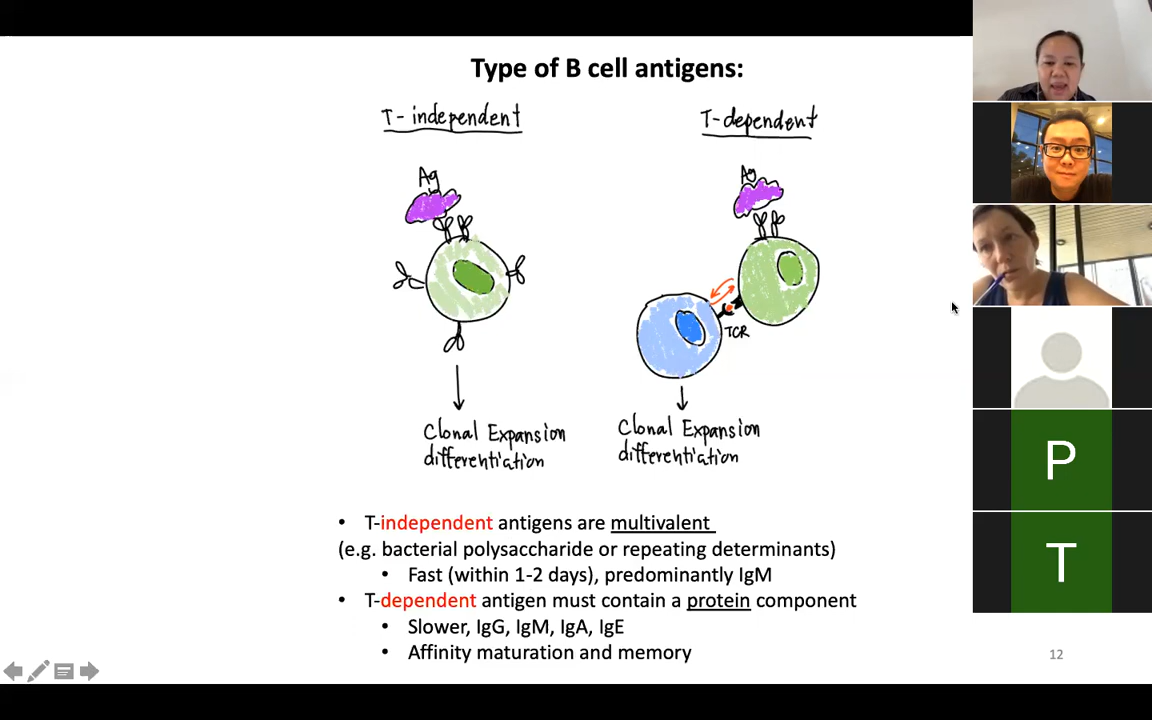 Type of B cell antigens:
T-independent
T-dependent
Ag
Ag
TCR
Clonal Expansion
differentiation
Clonal Expansion
differentiation
• T-independent antigens are multivalent
(e.g. bacterial polysaccharide or repeating determinants)
• Fast (within 1-2 days), predominantly IgM
• T-dependent antigen must contain a protein component
• Slower, IgG, IgM, IgA, IgE
• Affinity maturation and memory
12
P
T